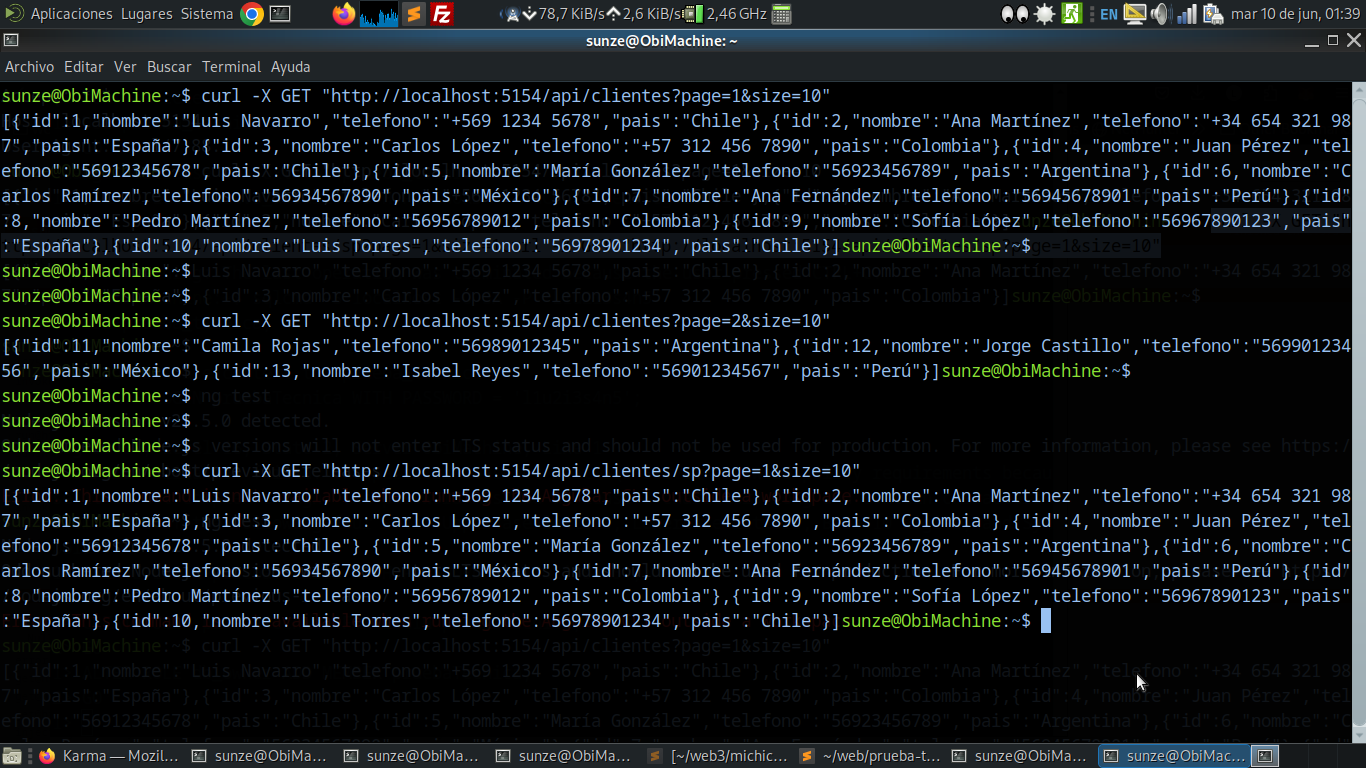 Aplicaciones Lugares Sistema 78,7 KiB/s 2,6 KiB/s 2,46 GHz EN mar 10 de jun, 01:39
sunze@ObiMachine: ~
Archivo Editar Ver Buscar Terminal Ayuda
sunze@ObiMachine:~$ curl -X GET "http://localhost:5154/api/clientes?page=1&size=10"
[{"id":1,"nombre":"Luis Navarro","telefono":"+569 1234 5678","pais":"Chile"},{"id":2,"nombre":"Ana Martínez","telefono":"+34 654 321 98
7","pais":"España"},{"id":3,"nombre":"Carlos López","telefono":"+57 312 456 7890","pais":"Colombia"},{"id":4,"nombre":"Juan Pérez","tel
efono":"56912345678","pais":"Chile"},{"id":5,"nombre":"María González","telefono":"56923456789","pais":"Argentina"},{"id":6,"nombre":"C
arlos Ramírez","telefono":"56934567890","pais":"México"},{"id":7,"nombre":"Ana Fernández","telefono":"56945678901","pais":"Perú"},{"id"
:8,"nombre":"Pedro Martínez","telefono":"56956789012","pais":"Colombia"},{"id":9,"nombre":"Sofía López","telefono":"56967890123","pais"
:"España"},{"id":10,"nombre":"Luis Torres","telefono":"56978901234","pais":"Chile"}]sunze@ObiMachine:~$
sunze@ObiMachine:~$
sunze@ObiMachine:~$
sunze@ObiMachine:~$ curl -X GET "http://localhost:5154/api/clientes?page=2&size=10"
[{"id":11,"nombre":"Camila Rojas","telefono":"56989012345","pais":"Argentina"},{"id":12,"nombre":"Jorge Castillo","telefono":"569901234
56","pais":"México"},{"id":13,"nombre":"Isabel Reyes","telefono":"56901234567","pais":"Perú"}]sunze@ObiMachine:~$
sunze@ObiMachine:~$
sunze@ObiMachine:~$
sunze@ObiMachine:~$
sunze@ObiMachine:~$ curl -X GET "http://localhost:5154/api/clientes/sp?page=1&size=10"
[{"id":1,"nombre":"Luis Navarro","telefono":"+569 1234 5678","pais":"Chile"},{"id":2,"nombre":"Ana Martínez","telefono":"+34 654 321 98
7","pais":"España"},{"id":3,"nombre":"Carlos López","telefono":"+57 312 456 7890","pais":"Colombia"},{"id":4,"nombre":"Juan Pérez","tel
efono":"56912345678","pais":"Chile"},{"id":5,"nombre":"María González","telefono":"56923456789","pais":"Argentina"},{"id":6,"nombre":"C
arlos Ramírez","telefono":"56934567890","pais":"México"},{"id":7,"nombre":"Ana Fernández","telefono":"56945678901","pais":"Perú"},{"id"
:8,"nombre":"Pedro Martínez","telefono":"56956789012","pais":"Colombia"},{"id":9,"nombre":"Sofía López","telefono":"56967890123","pais"
:"España"},{"id":10,"nombre":"Luis Torres","telefono":"56978901234","pais":"Chile"}]sunze@ObiMachine:~$
Karma — Mozil... sunze@ObiMa... sunze@ObiMa... sunze@ObiMa... [~/web3/michic... ~/web/prueba-t... sunze@ObiMa... sunze@ObiMac...